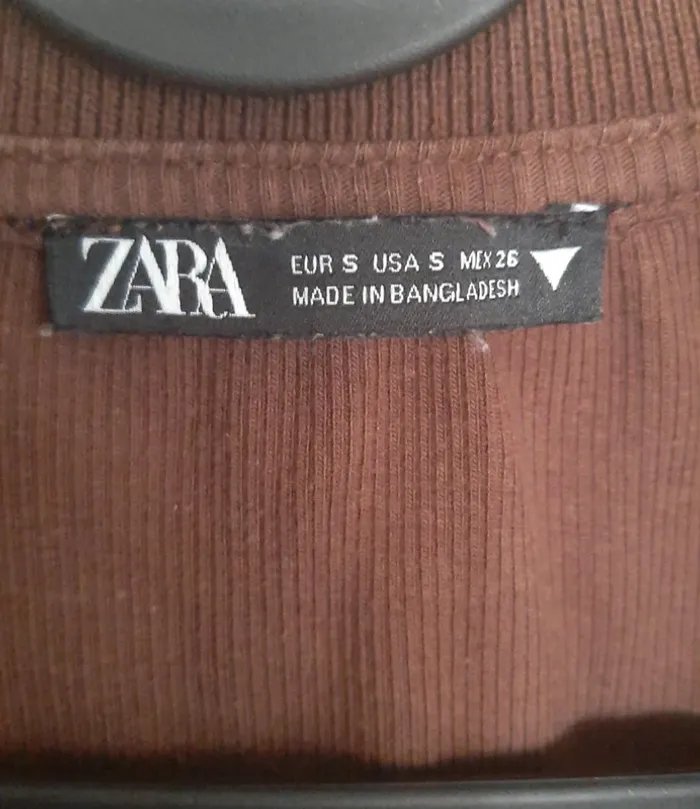 ZARA
EUR S USA S MEX 26
MADE IN BANGLADESH